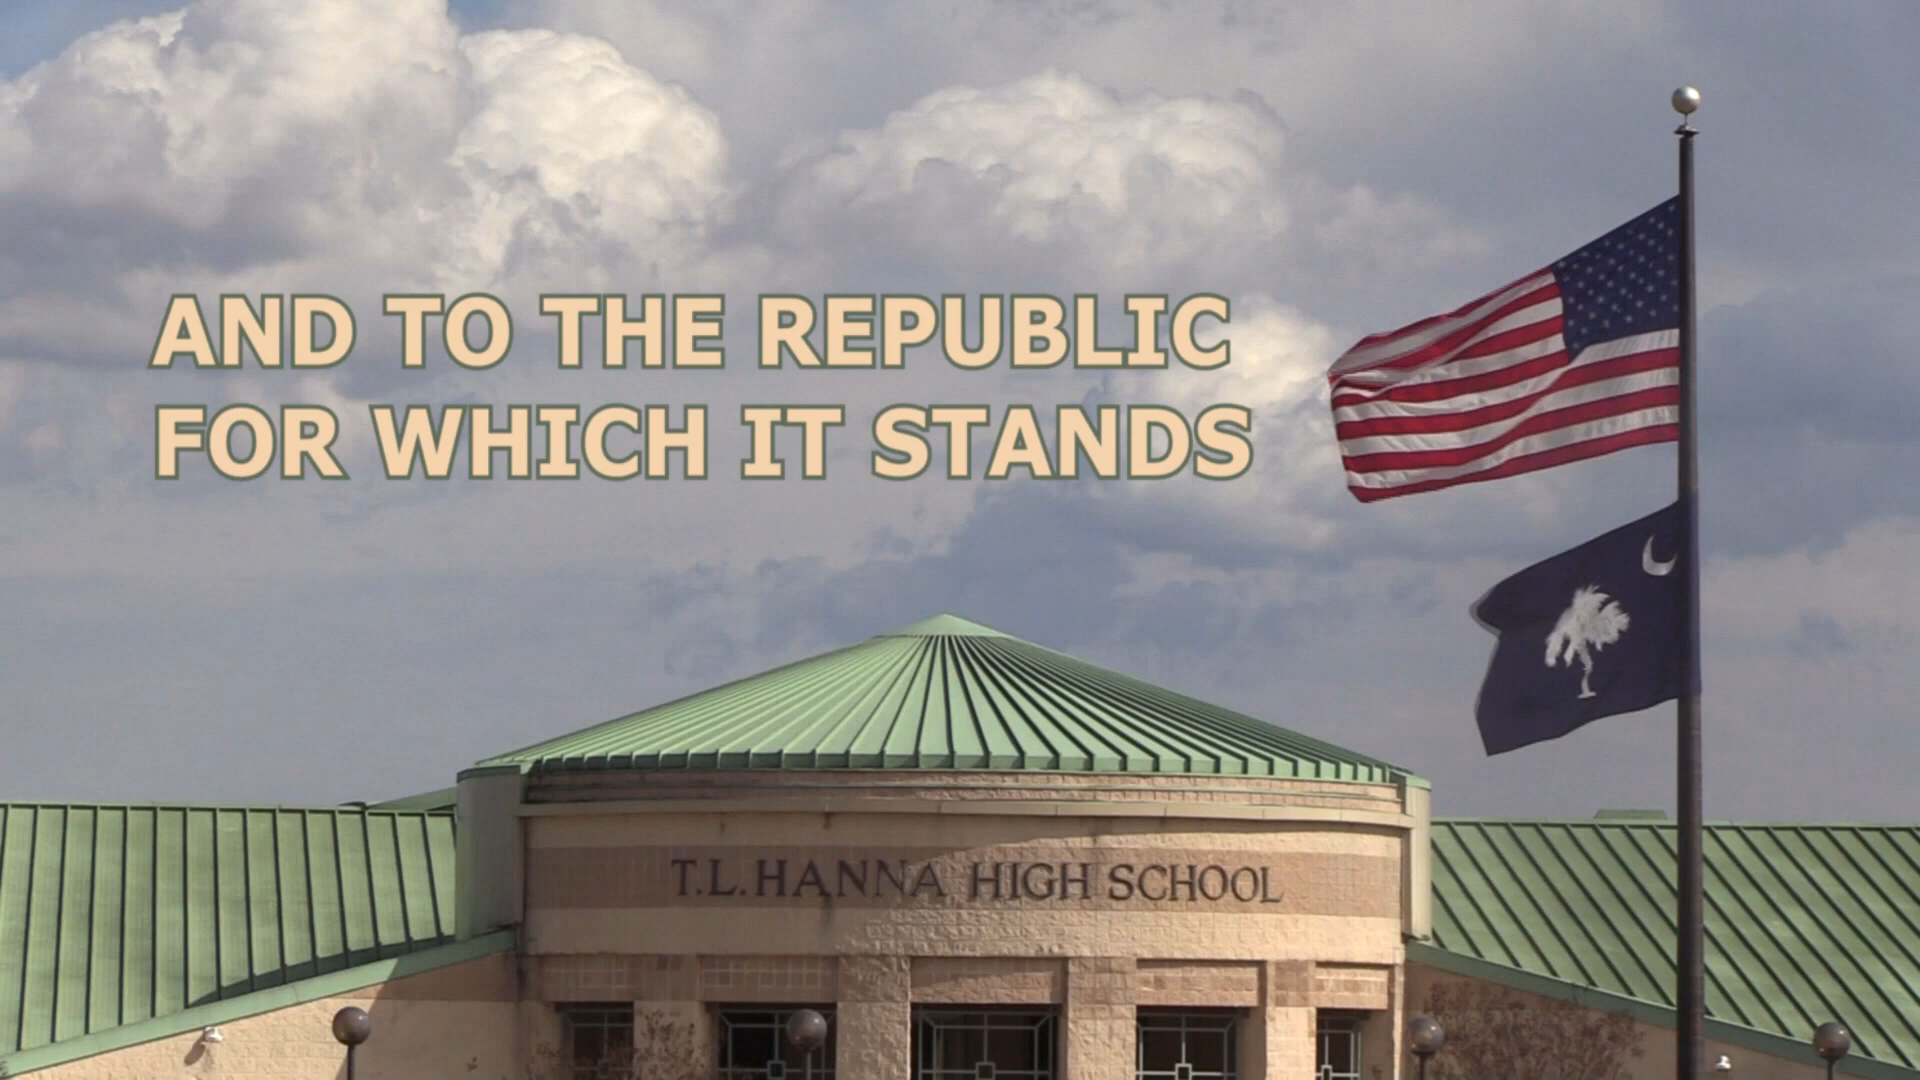 AND TO THE REPUBLIC
FOR WHICH IT STANDS
T.L. HANNA HIGH SCHOOL